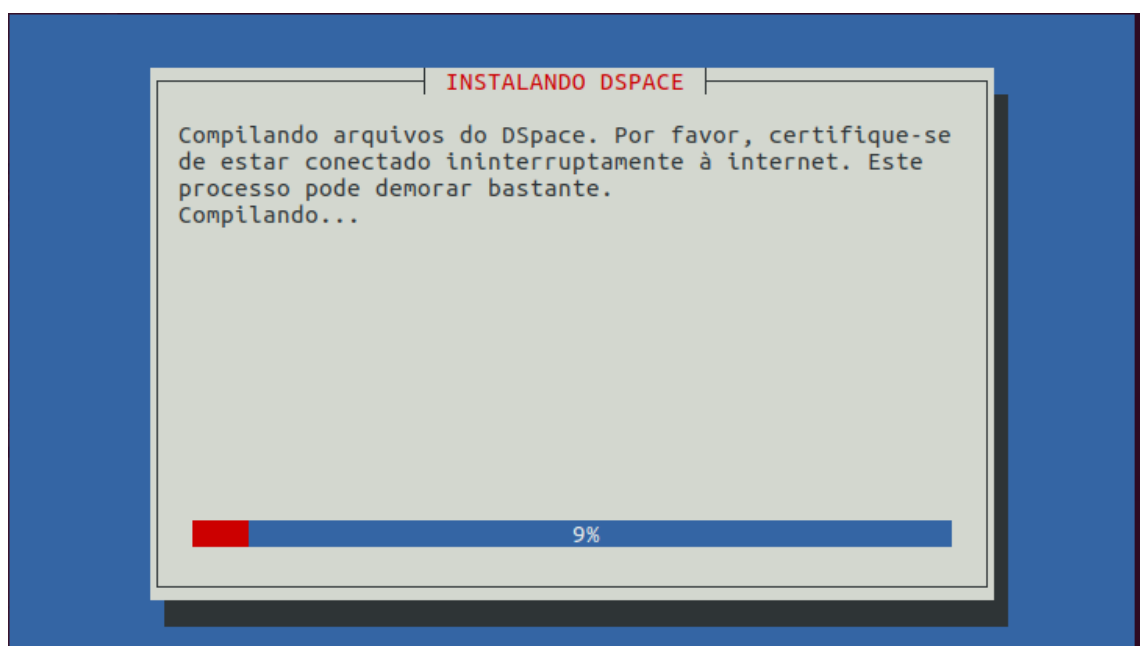 INSTALANDO DSPACE
Compilando arquivos do DSpace. Por favor, certifique-se
de estar conectado ininterruptamente à internet. Este
processo pode demorar bastante.
Compilando...
9%